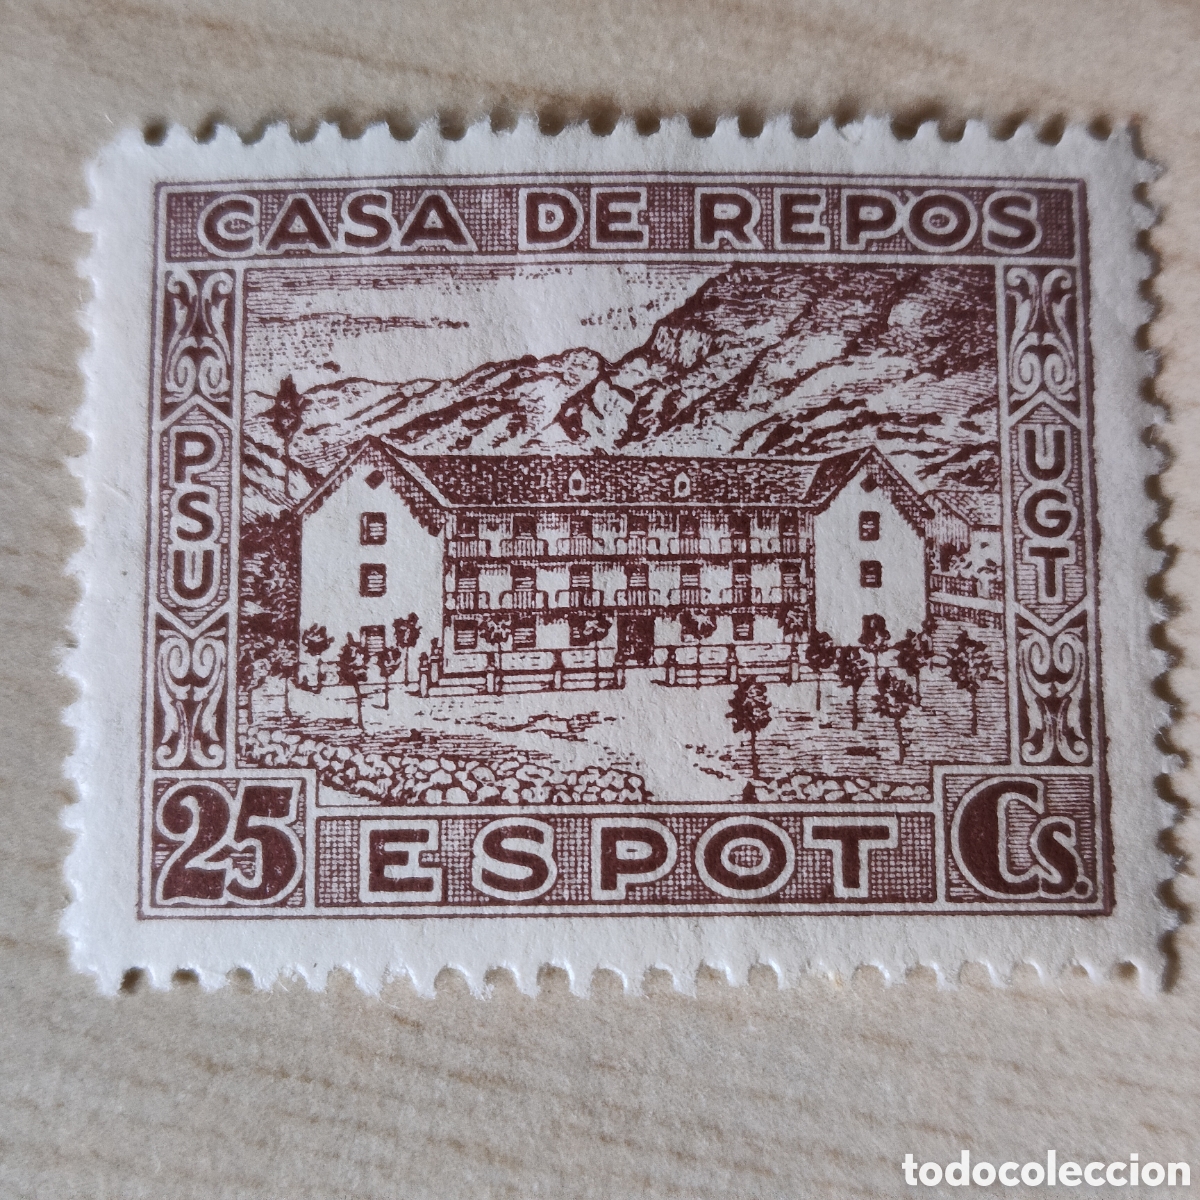 CASA DE REPOS
PSU
UGT
25
ESPOT
Cs.
todocoleccion